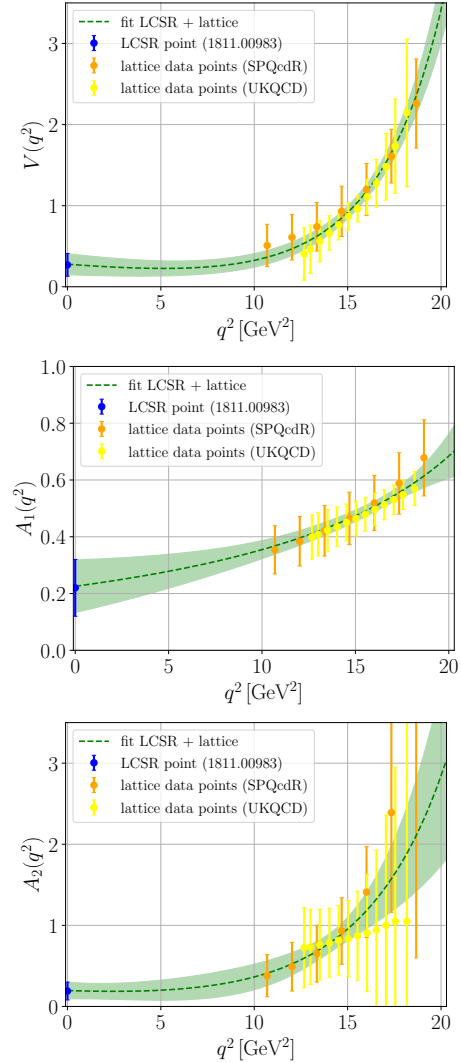 fit LCSR + lattice
LCSR point (1811.00983)
lattice data points (SPQcdR)
lattice data points (UKQCD)
3
2
1
0
V(q²)
0 5 10 15 20
q² [GeV²]
fit LCSR + lattice
LCSR point (1811.00983)
lattice data points (SPQcdR)
lattice data points (UKQCD)
1.0
0.8
0.6
0.4
0.2
0.0
A₁(q²)
0 5 10 15 20
q² [GeV²]
fit LCSR + lattice
LCSR point (1811.00983)
lattice data points (SPQcdR)
lattice data points (UKQCD)
3
2
1
0
A₂(q²)
0 5 10 15 20
q² [GeV²]